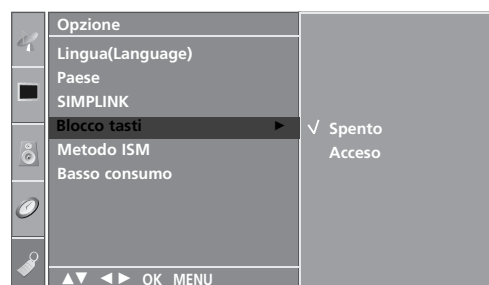 Opzione
Lingua(Language)
Paese
SIMPLINK
Blocco tasti ►
Metodo ISM
Basso consumo
√ Spento
Acceso
▲▼ ◄► OK MENU